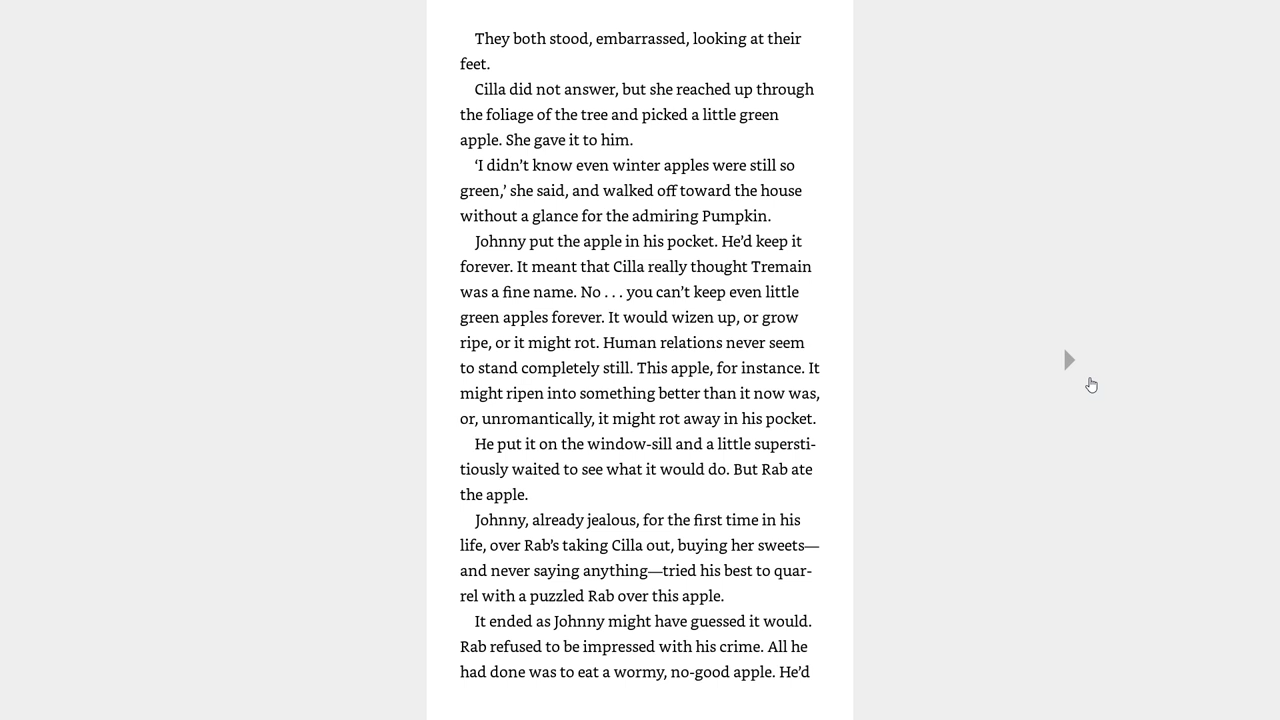 They both stood, embarrassed, looking at their
feet.
Cilla did not answer, but she reached up through
the foliage of the tree and picked a little green
apple. She gave it to him.
‘I didn’t know even winter apples were still so
green,’ she said, and walked off toward the house
without a glance for the admiring Pumpkin.
Johnny put the apple in his pocket. He’d keep it
forever. It meant that Cilla really thought Tremain
was a fine name. No . . . you can’t keep even little
green apples forever. It would wizen up, or grow
ripe, or it might rot. Human relations never seem
to stand completely still. This apple, for instance. It
might ripen into something better than it now was,
or, unromantically, it might rot away in his pocket.
He put it on the window-sill and a little supersti-
tiously waited to see what it would do. But Rab ate
the apple.
Johnny, already jealous, for the first time in his
life, over Rab’s taking Cilla out, buying her sweets—
and never saying anything—tried his best to quar-
rel with a puzzled Rab over this apple.
It ended as Johnny might have guessed it would.
Rab refused to be impressed with his crime. All he
had done was to eat a wormy, no-good apple. He’d